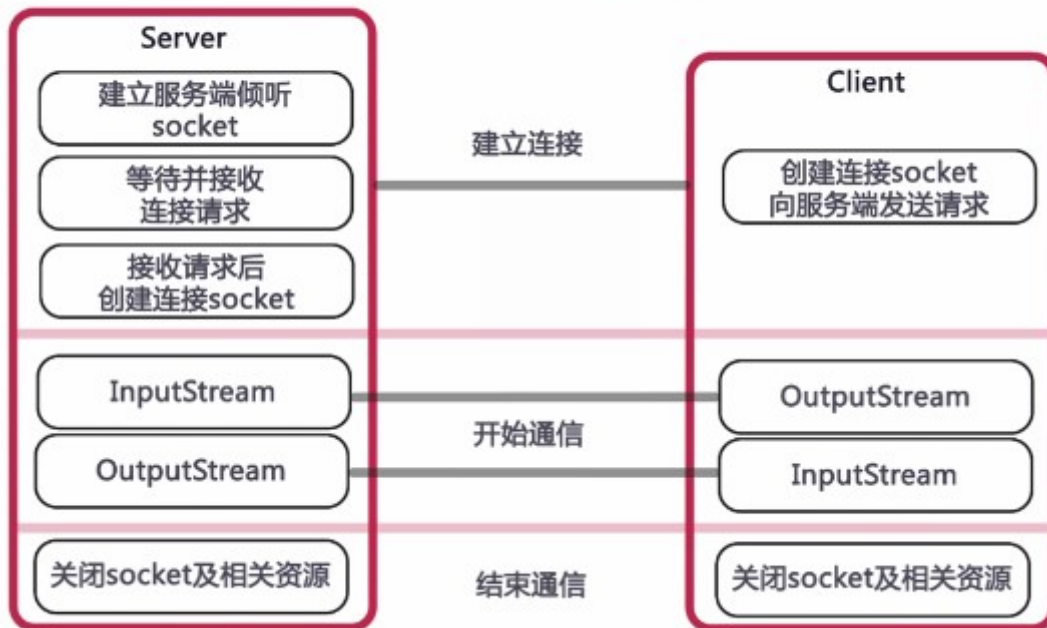 Server
建立服务端倾听
socket
等待并接收
连接请求
接收请求后
创建连接socket
InputStream
OutputStream
关闭socket及相关资源
建立连接
开始通信
结束通信
Client
创建连接socket
向服务端发送请求
OutputStream
InputStream
关闭socket及相关资源